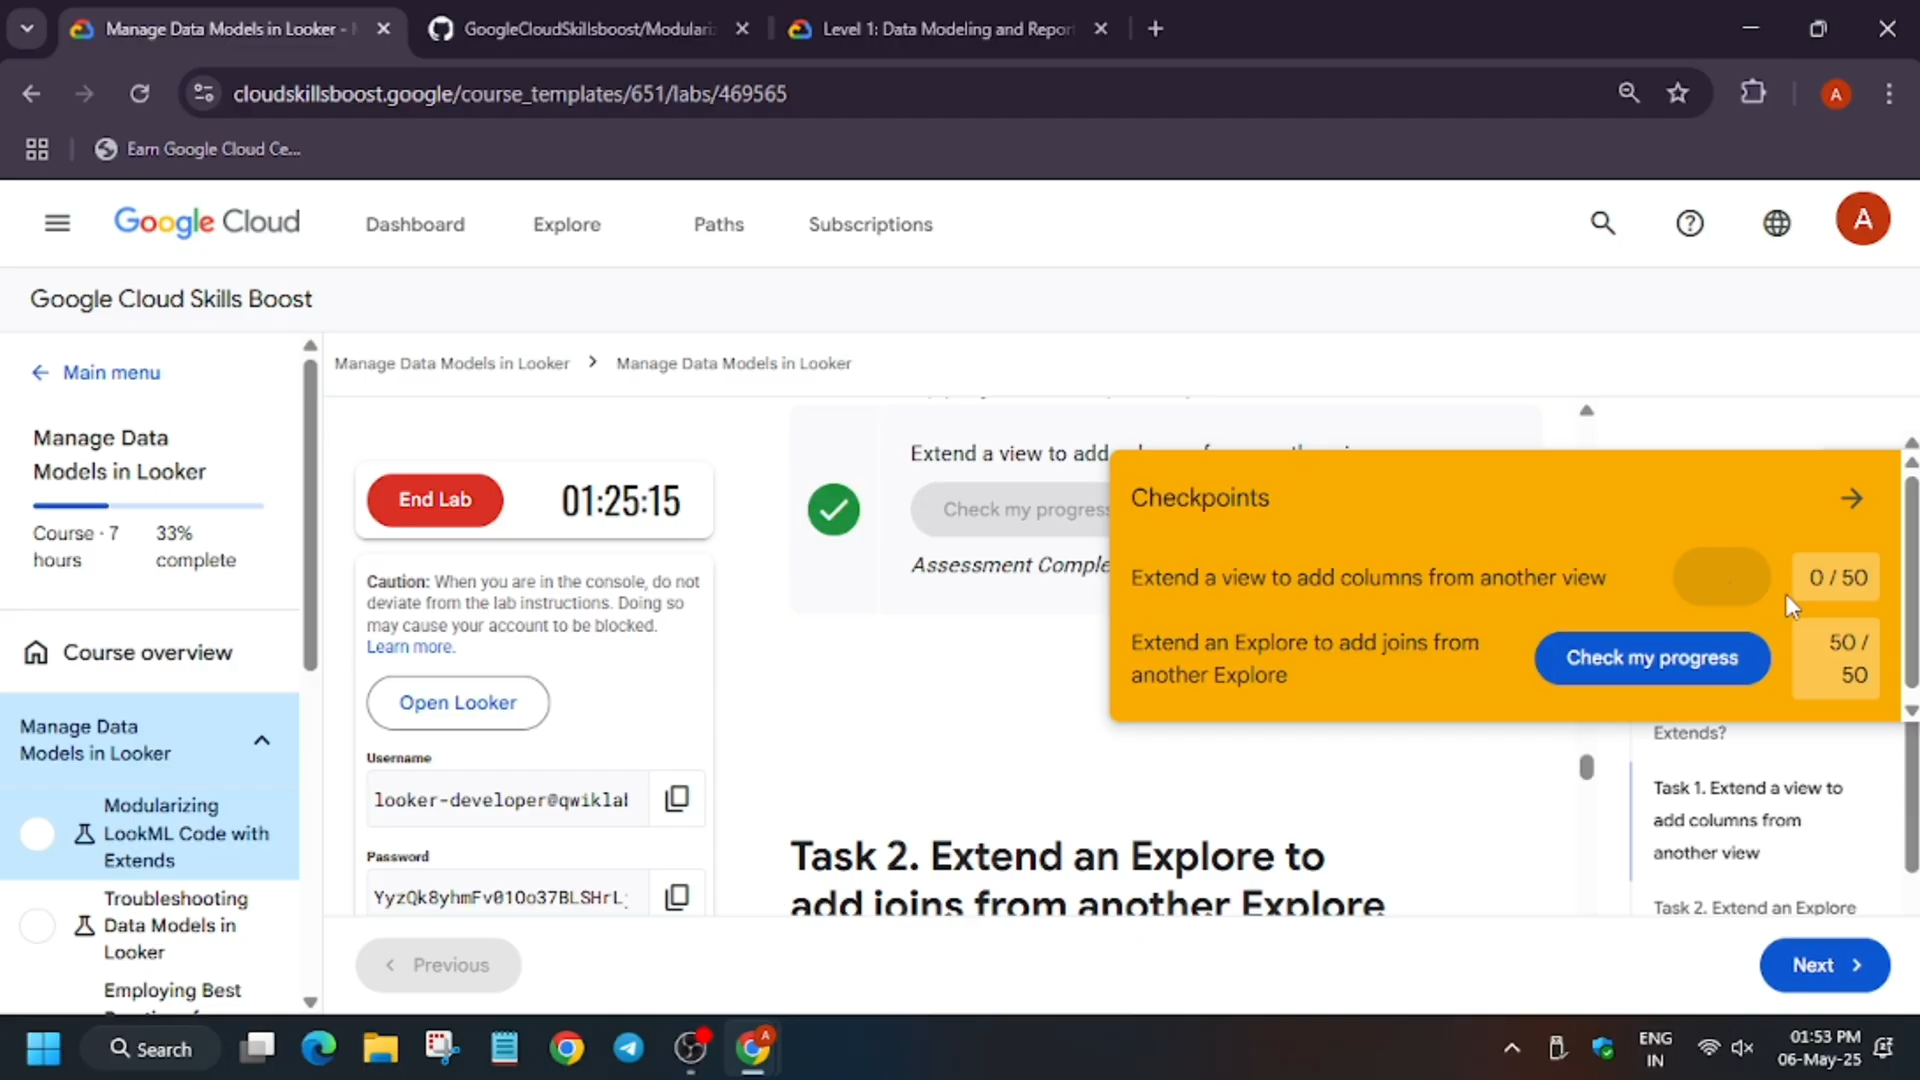 Manage Data Models in Looker -
GoogleCloudSkillsboost/Modulari
Level 1: Data Modeling and Repor
cloudskillsboost.google/course_templates/651/labs/469565
A
Earn Google Cloud Ce...
Google Cloud
Dashboard
Explore
Paths
Subscriptions
A
Google Cloud Skills Boost
Main menu
Manage Data
Models in Looker
Course · 7
hours
33%
complete
Course overview
Manage Data
Models in Looker
Modularizing
LookML Code with
Extends
Troubleshooting
Data Models in
Looker
Employing Best
Manage Data Models in Looker > Manage Data Models in Looker
End Lab
01:25:15
Caution: When you are in the console, do not
deviate from the lab instructions. Doing so
may cause your account to be blocked.
Learn more.
Open Looker
Username
looker-developer@qwiklal
Password
YyzQk8yhmFv01Oo37BLSHrL
Extend a view to add
Check my progress
Assessment Comple
Checkpoints
Extend a view to add columns from another view
0 / 50
Extend an Explore to add joins from
another Explore
Check my progress
50 /
50
Task 2. Extend an Explore to
add joins from another Explore
Extends?
Task 1. Extend a view to
add columns from
another view
Task 2. Extend an Explore
Previous
Next
Search
A
ENG
IN
01:53 PM
06-May-25